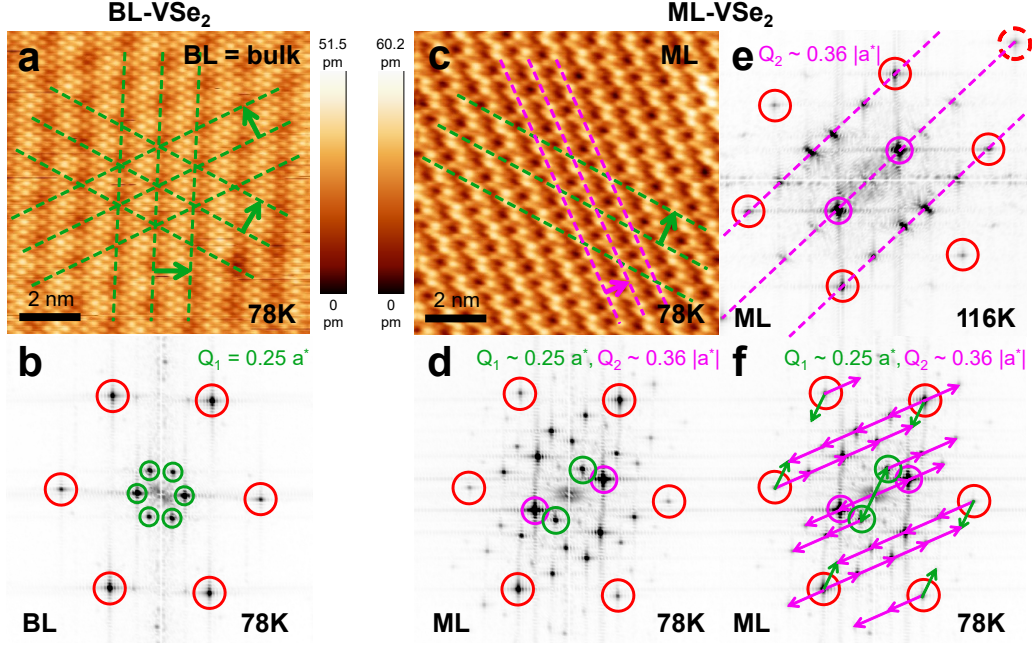 BL-VSe₂
ML-VSe₂
a
BL = bulk
2 nm
78K
51.5
pm
0
pm
60.2
pm
0
pm
c
ML
2 nm
78K
e
Q₂ ~ 0.36 |a*|
ML
116K
b
Q₁ = 0.25 a*
BL
78K
d
Q₁ ~ 0.25 a*, Q₂ ~ 0.36 |a*|
ML
78K
f
Q₁ ~ 0.25 a*, Q₂ ~ 0.36 |a*|
ML
78K